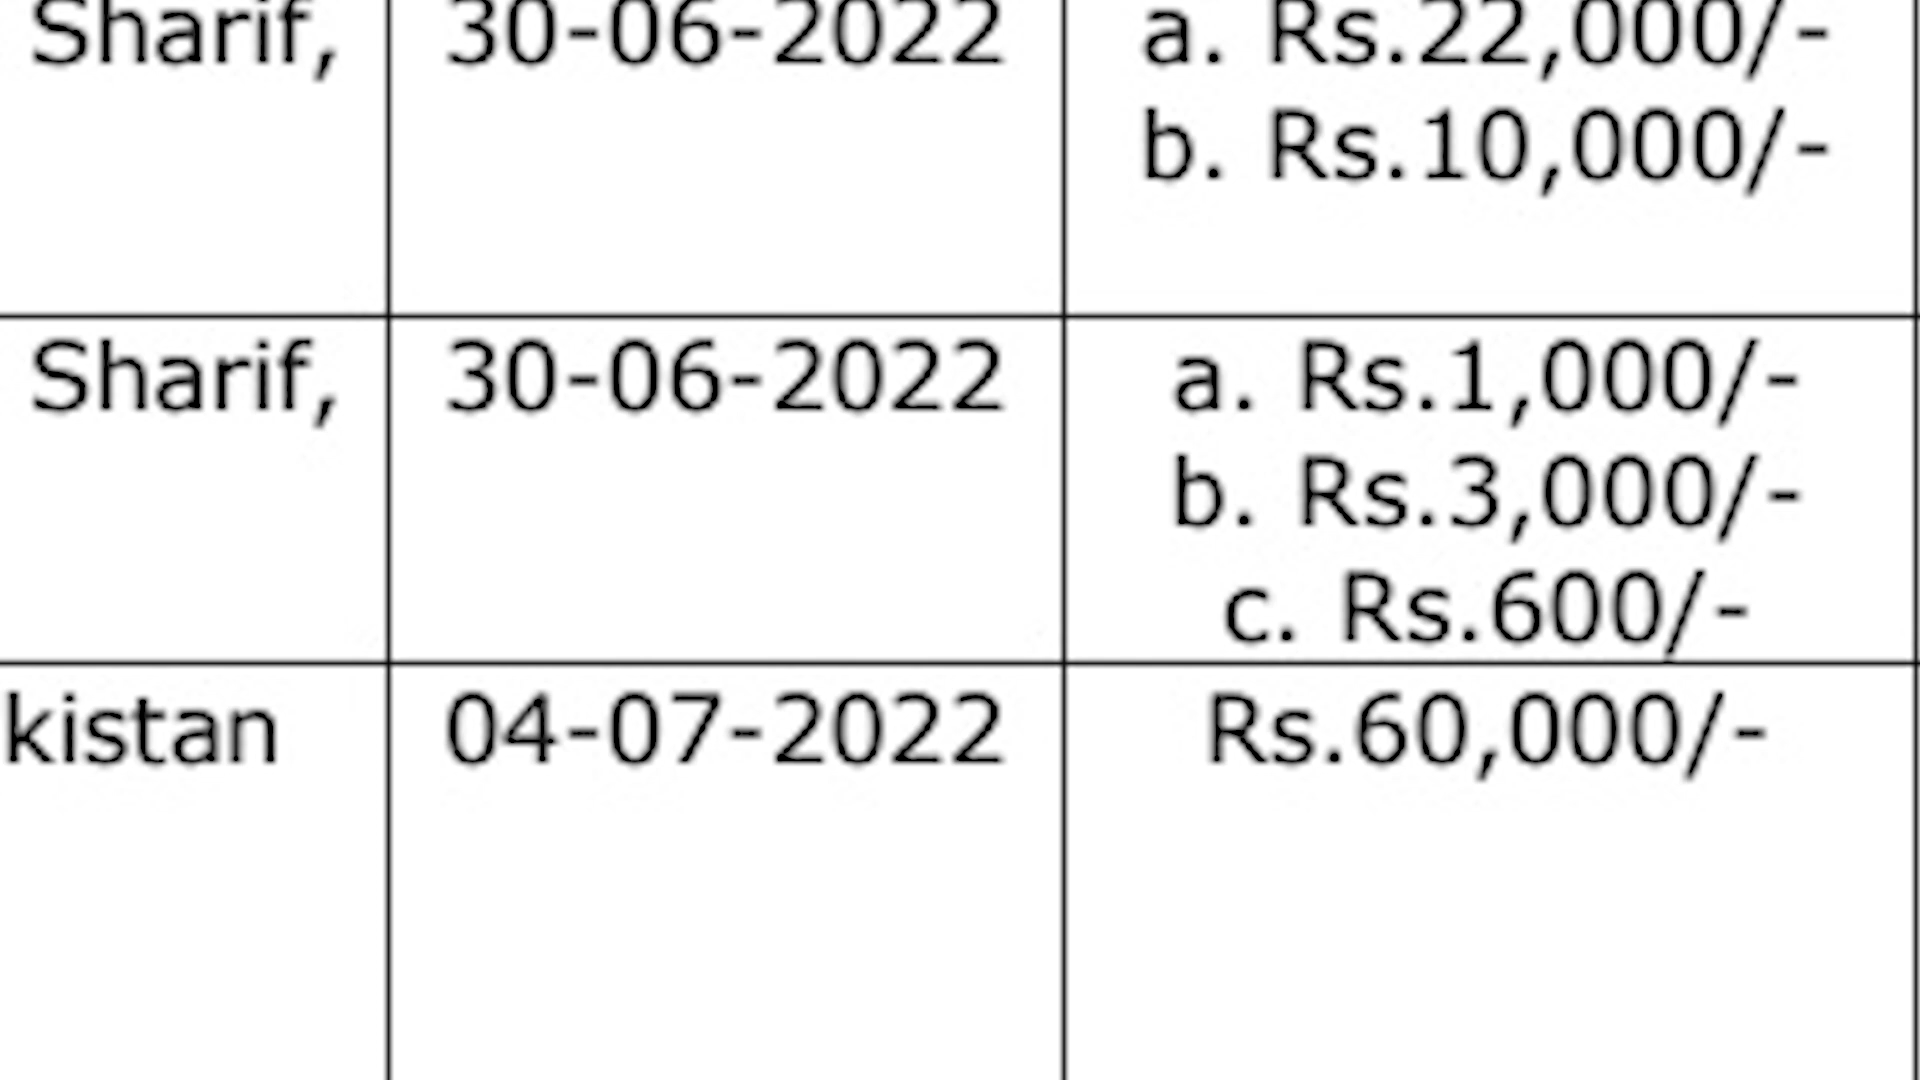 Sharif, 30-06-2022 a. Rs.22,000/-
b. Rs.10,000/-
Sharif, 30-06-2022 a. Rs.1,000/-
b. Rs.3,000/-
c. Rs.600/-
kistan 04-07-2022 Rs.60,000/-